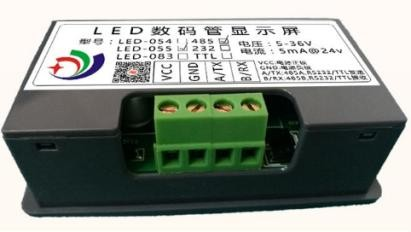 LED数码管显示屏
型号: LED-054 485
LED-055 232
LED-083 TTL
电压: 5-36V
电流: 5mA@24v
VCC GND A/TX B/RX
VCC:电源正极
GND:电源负极
A/TX:485A,RS232/TTL发送
B/RX:485B,RS232/TTL接收